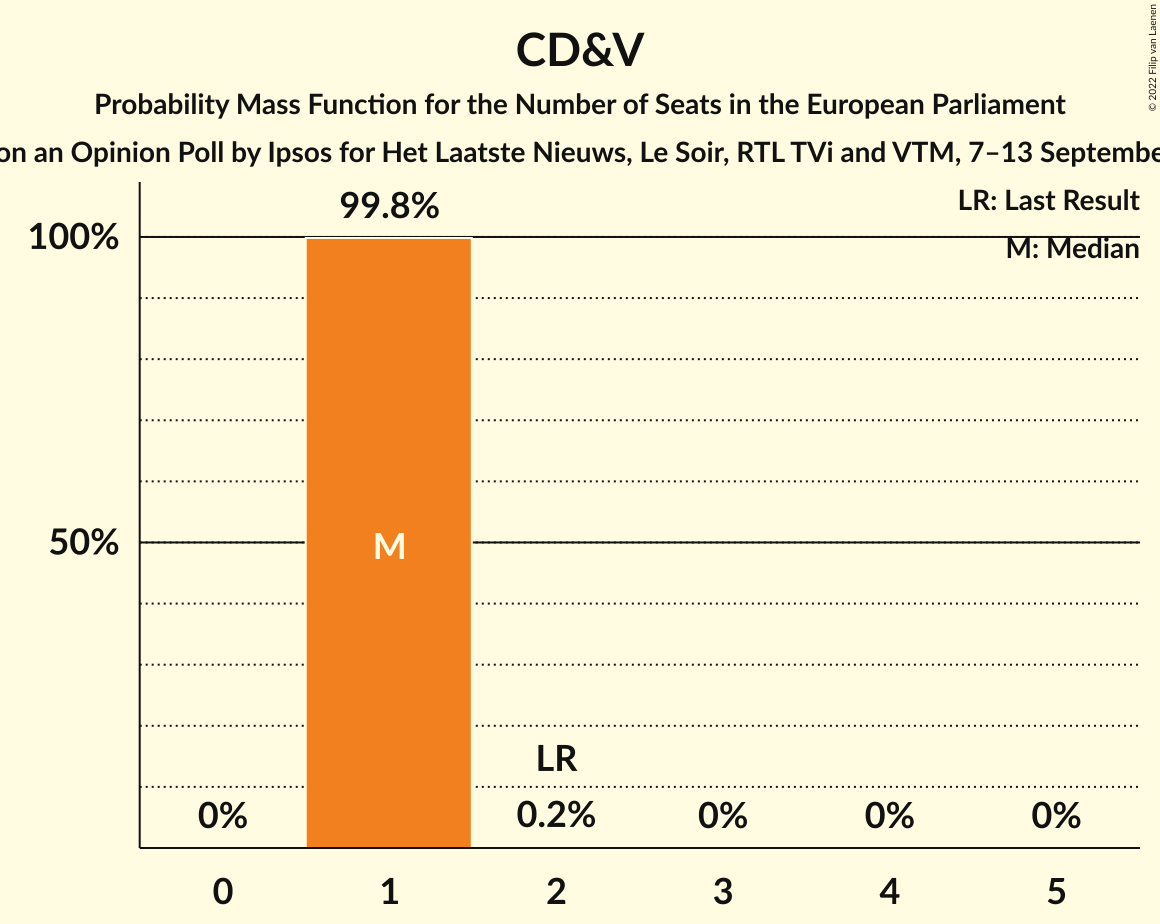 CD&V
Probability Mass Function for the Number of Seats in the European Parliament
on an Opinion Poll by Ipsos for Het Laatste Nieuws, Le Soir, RTL TVi and VTM, 7–13
© 2022 Filip van Laenen
LR: Last Result
M: Median
99.8%
100%
50%
M
LR
0% 0.2% 0% 0% 0%
0 1 2 3 4 5